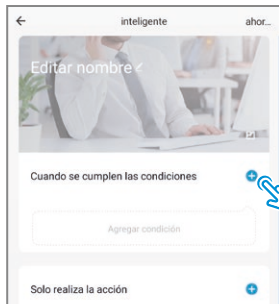 inteligente
ahor...
Editar nombre
Cuando se cumplen las condiciones
Agregar condición
Solo realiza la acción